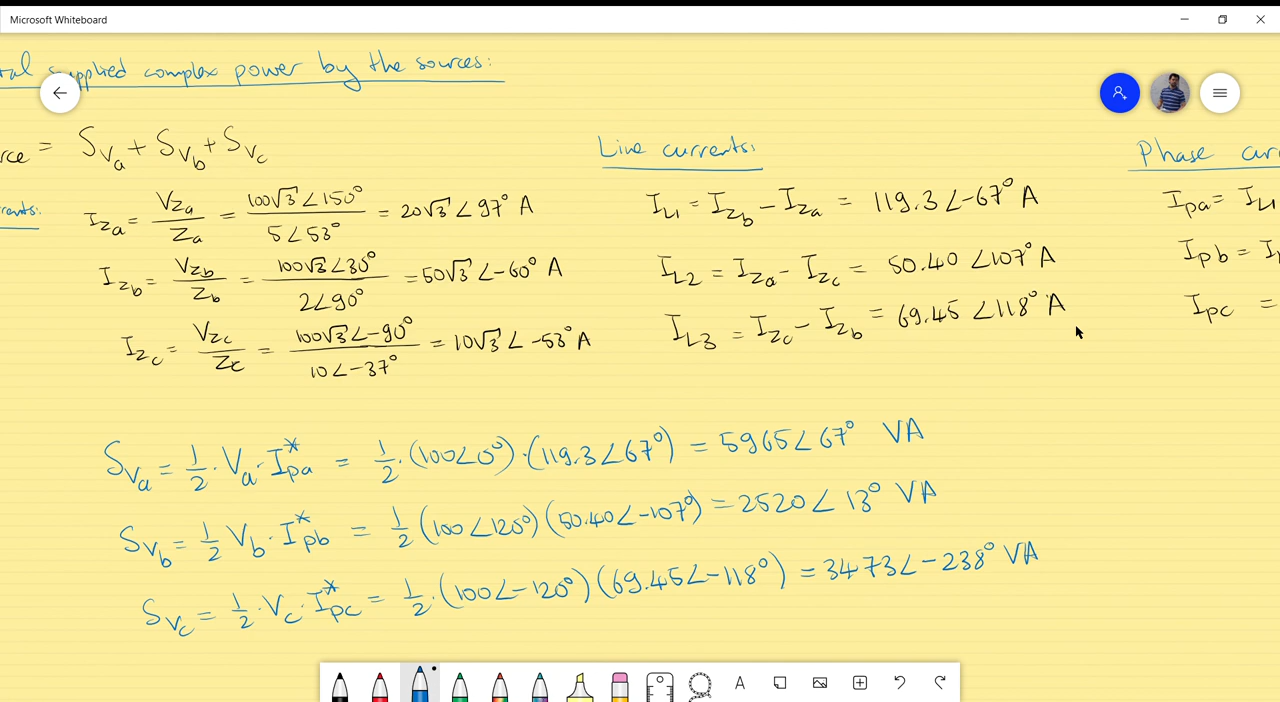 Microsoft Whiteboard
tal supplied complex power by the sources:
rce = S_Va + S_Vb + S_Vc
rents:
I_Za = V_Za / Z_a = 100√3∠150° / 5∠53° = 20√3∠97° A
I_Zb = V_Zb / Z_b = 100√3∠30° / 2∠90° = 50√3∠-60° A
I_Zc = V_Zc / Z_c = 100√3∠-90° / 10∠-37° = 10√3∠-53° A
Line currents:
I_L1 = I_Zb - I_Za = 119.3∠-67° A
I_L2 = I_Za - I_Zc = 50.40∠107° A
I_L3 = I_Zc - I_Zb = 69.45∠118° A
Phase curr
I_pa = I_L1
I_pb = I
I_pc =
S_Va = 1/2 · V_a · I_pa* = 1/2 · (100∠0°) · (119.3∠67°) = 5965∠67° VA
S_Vb = 1/2 V_b · I_pb* = 1/2 (100∠120°)(50.40∠-107°) = 2520∠13° VA
S_Vc = 1/2 · V_c · I_pc* = 1/2 · (100∠-120°)(69.45∠-118°) = 3473∠-238° VA
A